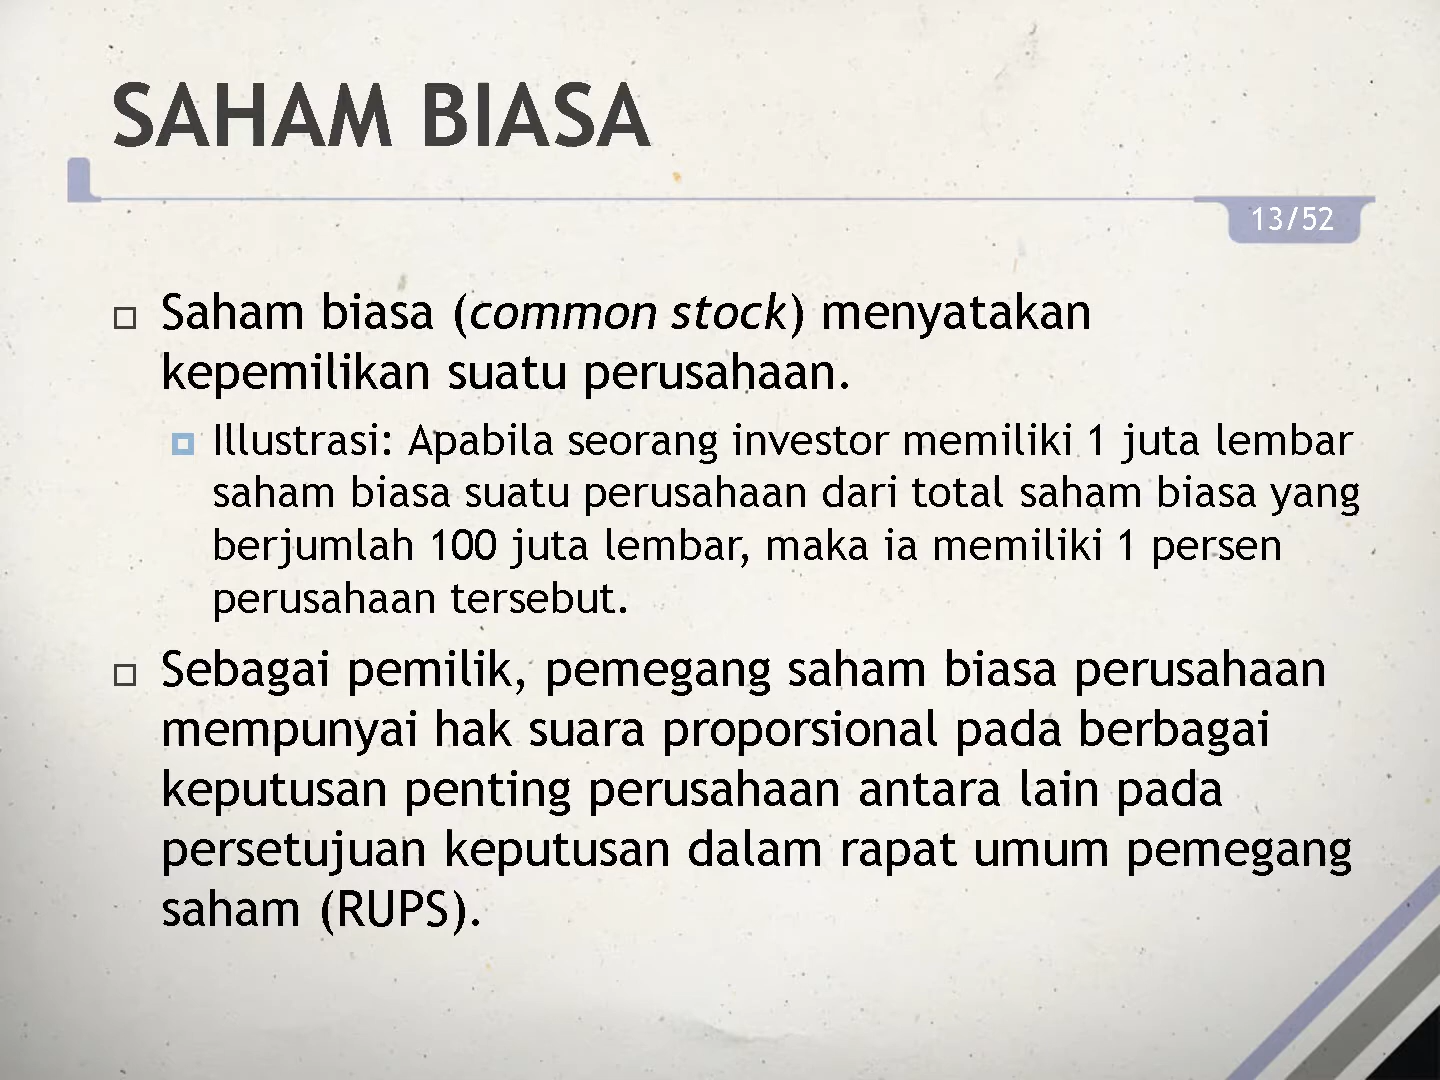 SAHAM BIASA
13/52
Saham biasa (common stock) menyatakan
kepemilikan suatu perusahaan.
Illustrasi: Apabila seorang investor memiliki 1 juta lembar
saham biasa suatu perusahaan dari total saham biasa yang
berjumlah 100 juta lembar, maka ia memiliki 1 persen
perusahaan tersebut.
Sebagai pemilik, pemegang saham biasa perusahaan
mempunyai hak suara proporsional pada berbagai
keputusan penting perusahaan antara lain pada
persetujuan keputusan dalam rapat umum pemegang
saham (RUPS).